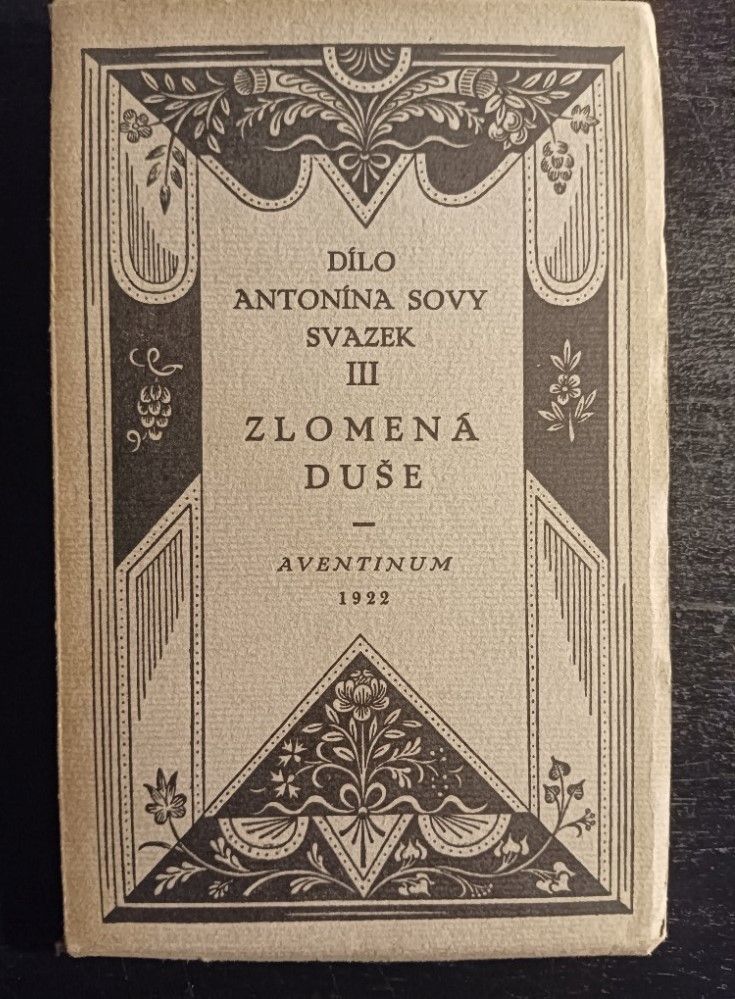 DÍLO
ANTONÍNA SOVY
SVAZEK
III
ZLOMENÁ
DUŠE
AVENTINUM
1922